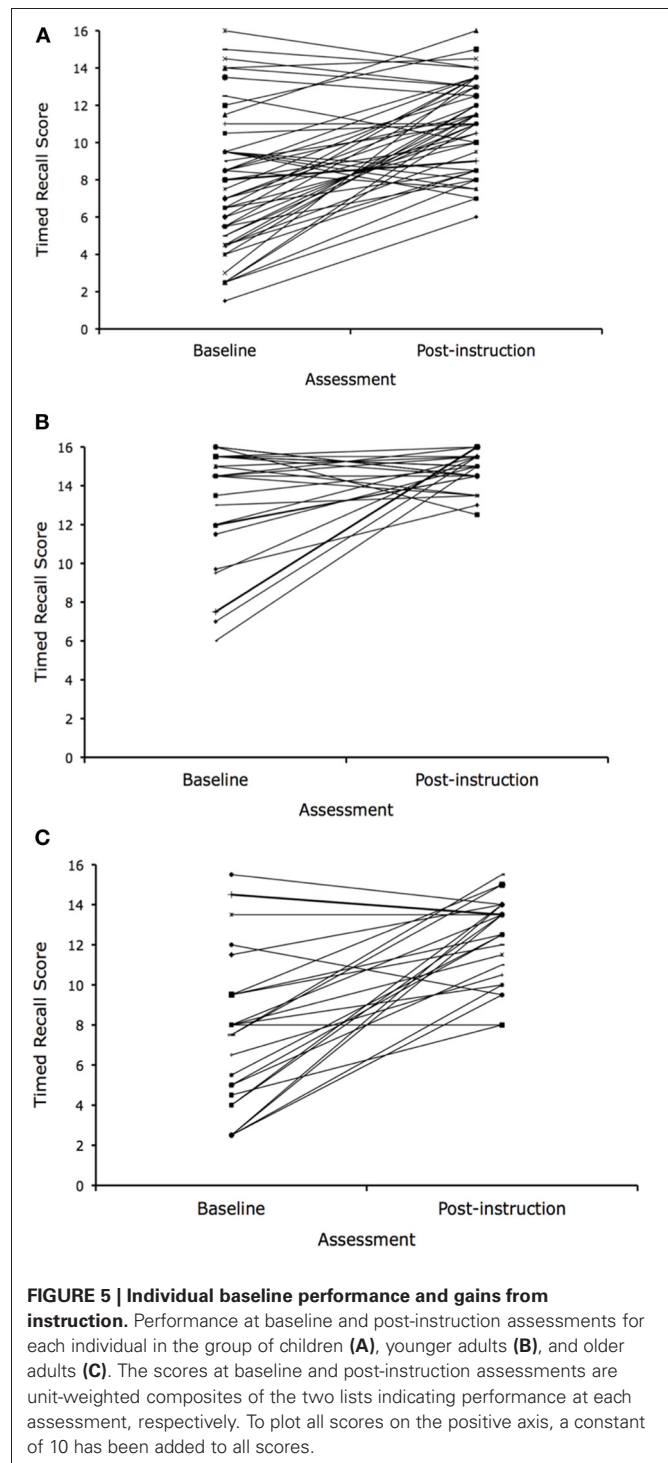 A
16
14
12
10
8
6
4
2
0
Timed Recall Score
Baseline
Post-instruction
Assessment
B
16
14
12
10
8
6
4
2
0
Timed Recall Score
Baseline
Post-instruction
Assessment
C
16
14
12
10
8
6
4
2
0
Timed Recall Score
Baseline
Post-instruction
Assessment
FIGURE 5 | Individual baseline performance and gains from
instruction. Performance at baseline and post-instruction assessments for
each individual in the group of children (A), younger adults (B), and older
adults (C). The scores at baseline and post-instruction assessments are
unit-weighted composites of the two lists indicating performance at each
assessment, respectively. To plot all scores on the positive axis, a constant
of 10 has been added to all scores.